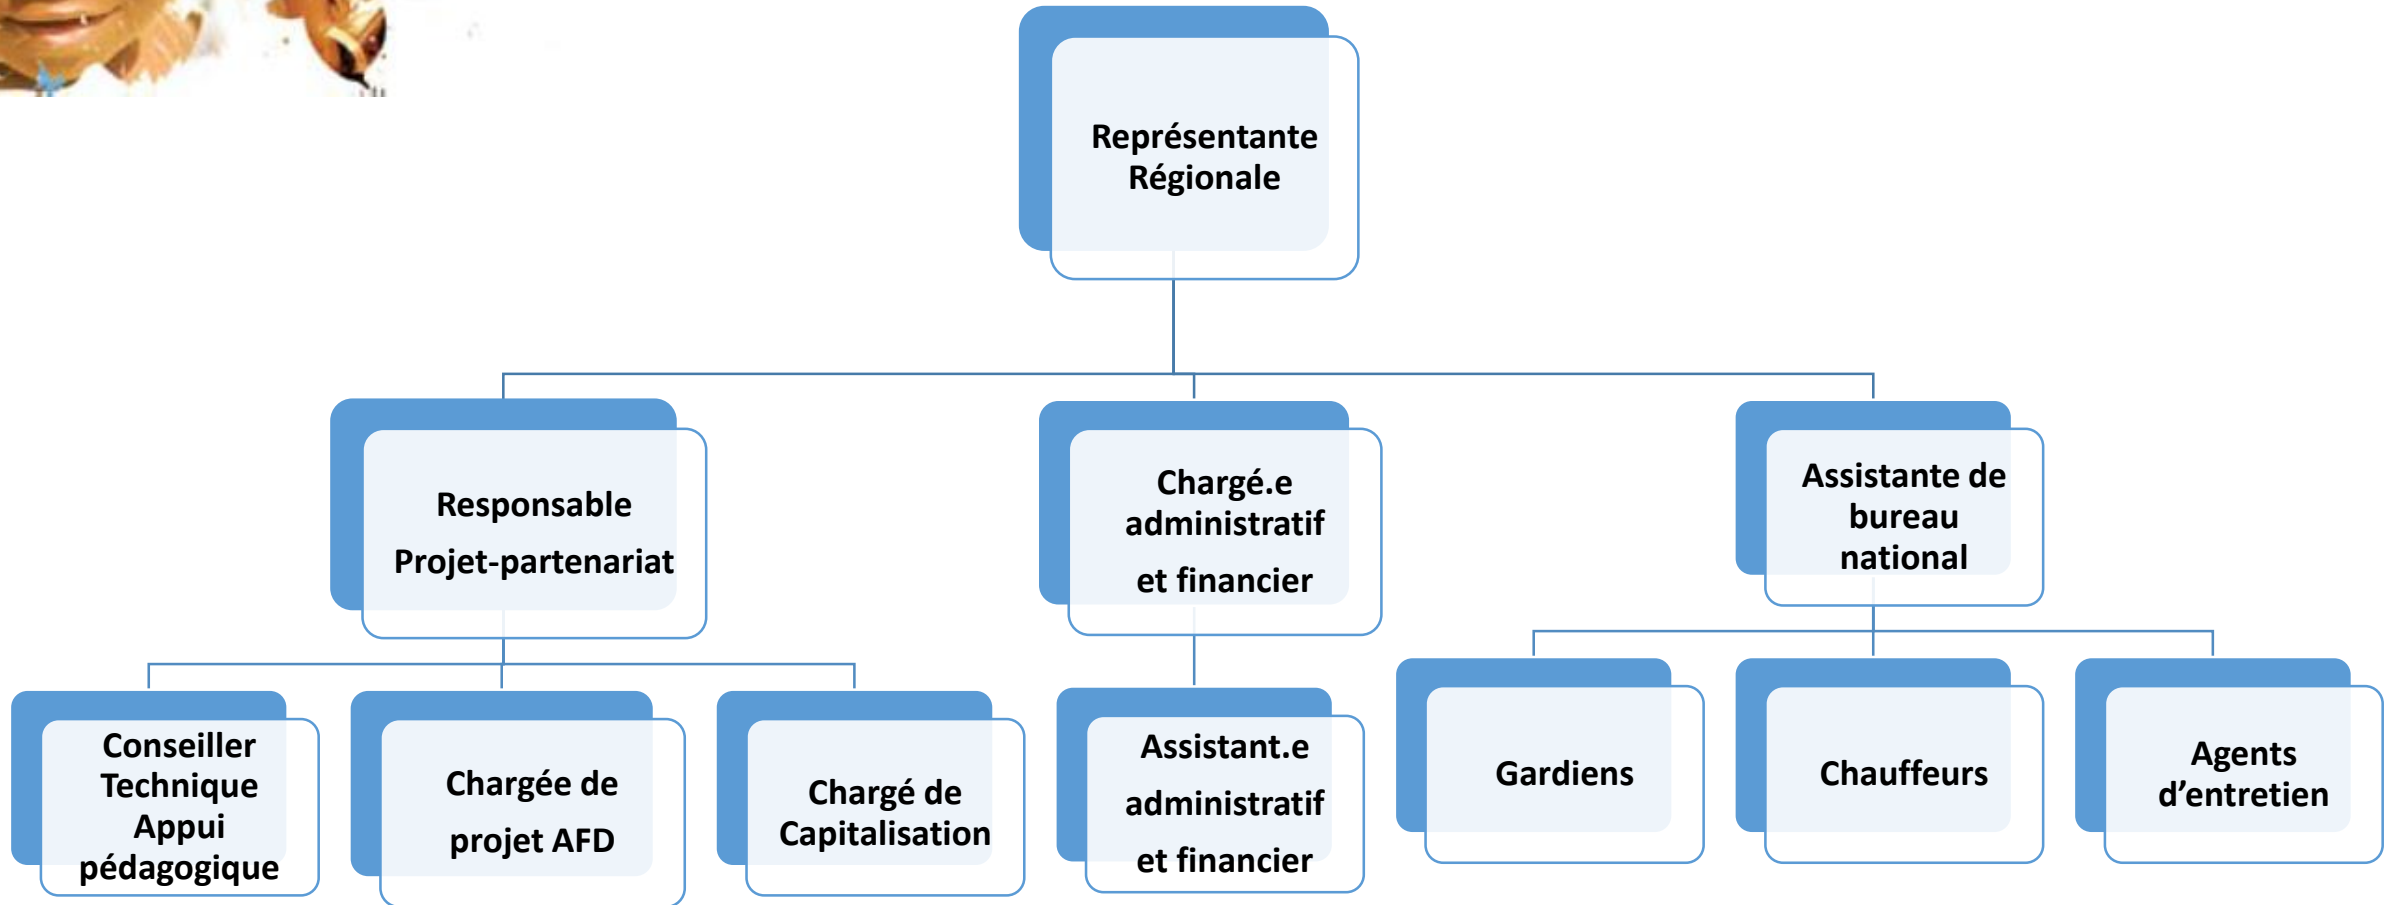 Représentante
Régionale
Responsable
Projet-partenariat
Chargé.e
administratif
et financier
Assistante de
bureau
national
Conseiller
Technique
Appui
pédagogique
Chargée de
projet AFD
Chargé de
Capitalisation
Assistant.e
administratif
et financier
Gardiens
Chauffeurs
Agents
d’entretien